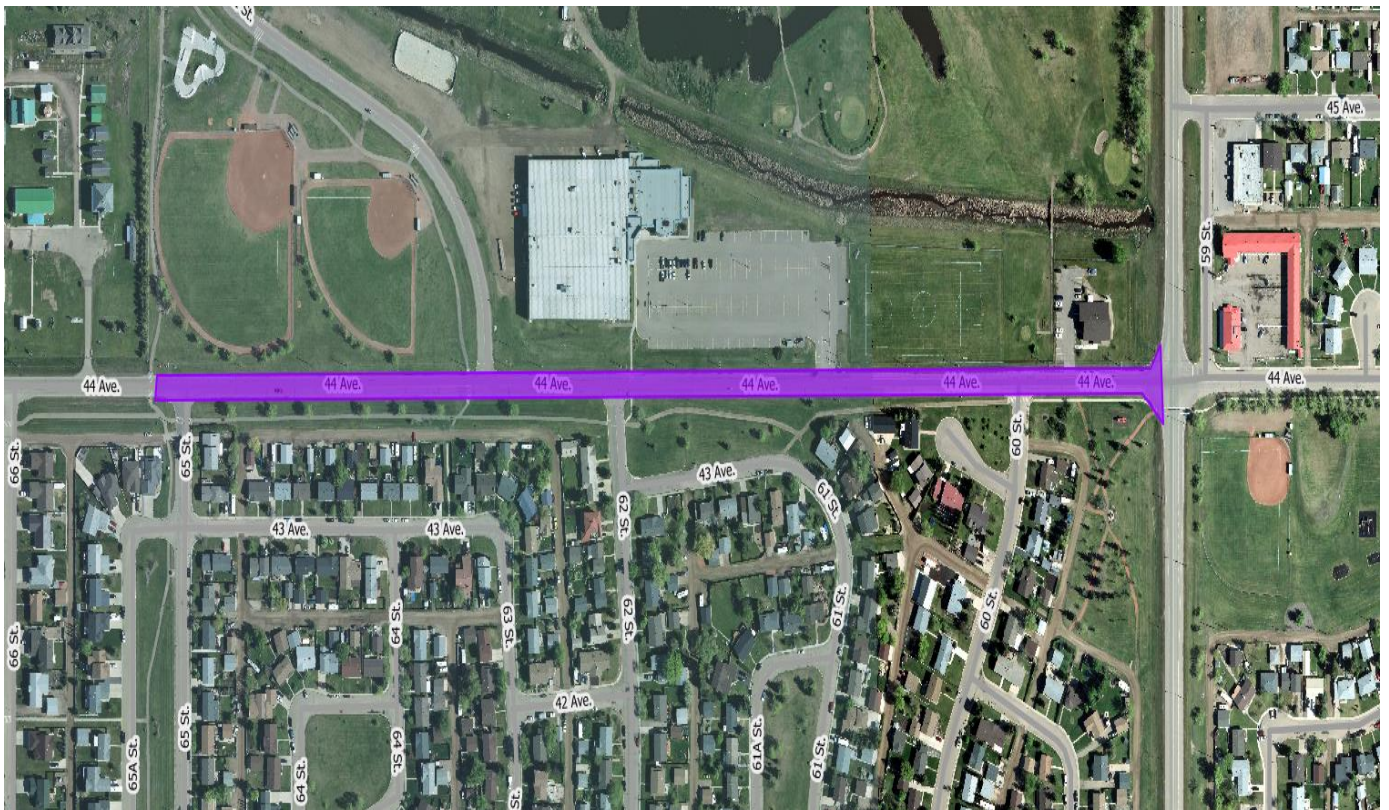 St.
45 Ave.
59 St.
44 Ave.
44 Ave.
44 Ave.
44 Ave.
44 Ave.
44 Ave.
44 Ave.
66 St.
65 St.
43 Ave.
60 St.
61 St.
62 St.
43 Ave.
43 Ave.
66 St.
64 St.
63 St.
62 St.
61 St.
60 St.
42 Ave.
65A St.
65 St.
64 St.
64 St.
St.
61A St.
61 St.